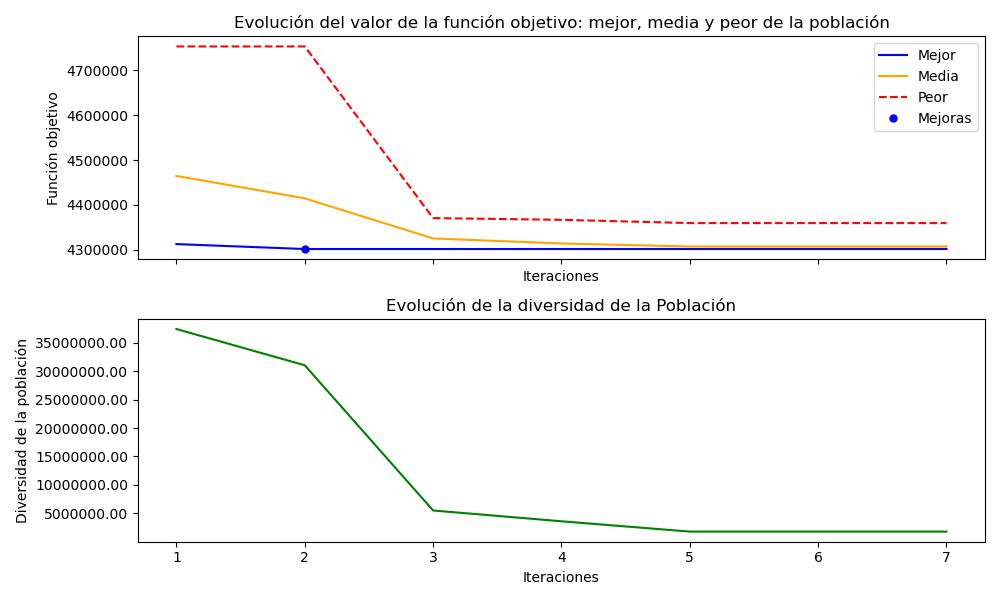 Evolución del valor de la función objetivo: mejor, media y peor de la población
Función objetivo
4700000
4600000
4500000
4400000
4300000
Mejor
Media
Peor
Mejoras
Iteraciones
Evolución de la diversidad de la Población
Diversidad de la población
35000000.00
30000000.00
25000000.00
20000000.00
15000000.00
10000000.00
5000000.00
1 2 3 4 5 6 7
Iteraciones